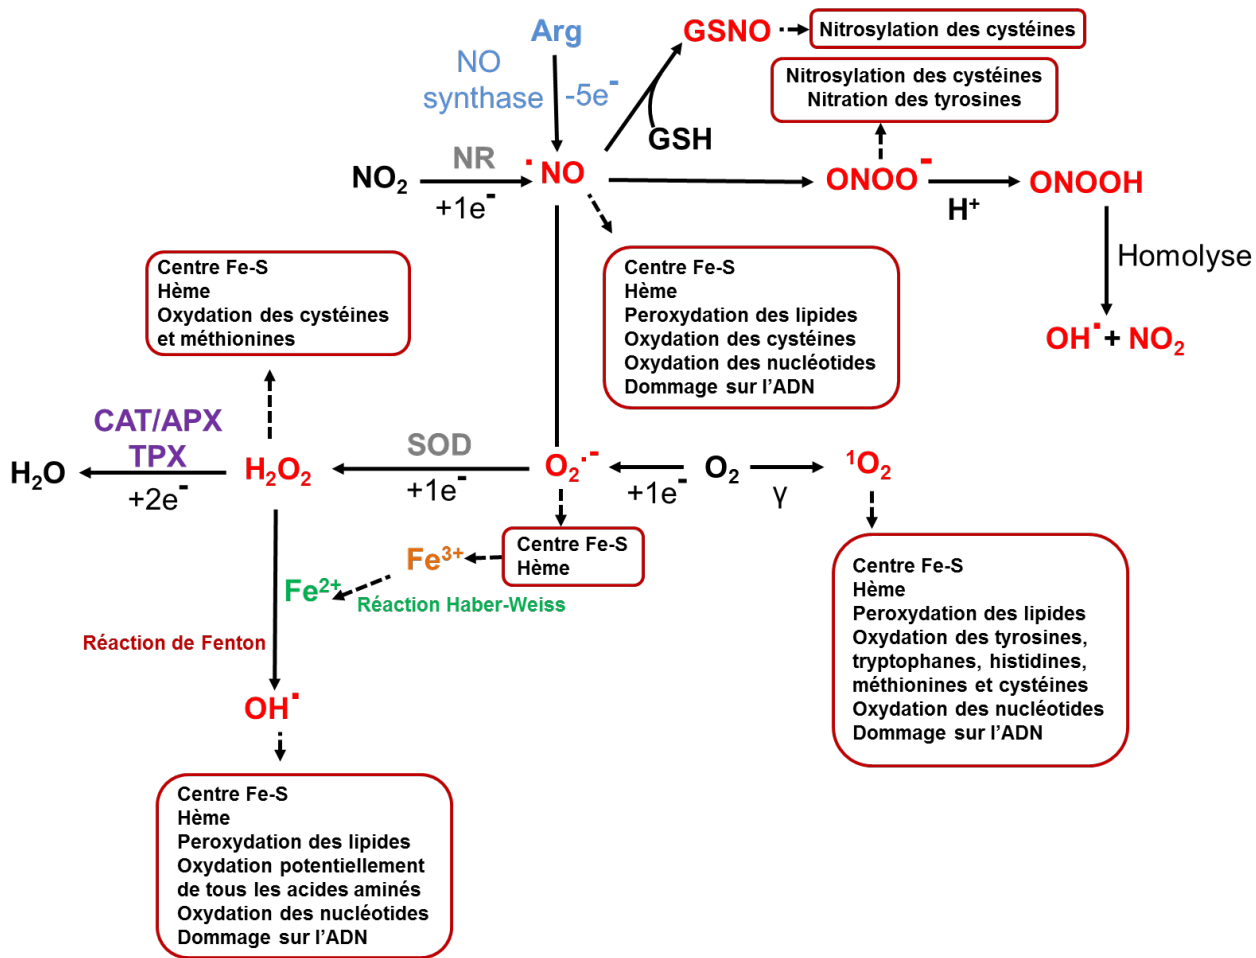 Arg
NO
synthase
-5e-
GSNO
Nitrosylation des cystéines
Nitrosylation des cystéines
Nitration des tyrosines
GSH
NO₂
NR
+1e-
·NO
ONOO-
H+
ONOOH
Homolyse
OH· + NO₂
Centre Fe-S
Hème
Oxydation des cystéines
et méthionines
Centre Fe-S
Hème
Peroxydation des lipides
Oxydation des cystéines
Oxydation des nucléotides
Dommage sur l'ADN
H₂O
CAT/APX
TPX
+2e-
H₂O₂
SOD
+1e-
O₂·-
+1e-
O₂
γ
¹O₂
Centre Fe-S
Hème
Fe³⁺
Fe²⁺
Réaction Haber-Weiss
Réaction de Fenton
OH·
Centre Fe-S
Hème
Peroxydation des lipides
Oxydation des tyrosines,
tryptophanes, histidines,
méthionines et cystéines
Oxydation des nucléotides
Dommage sur l'ADN
Centre Fe-S
Hème
Peroxydation des lipides
Oxydation potentiellement
de tous les acides aminés
Oxydation des nucléotides
Dommage sur l'ADN